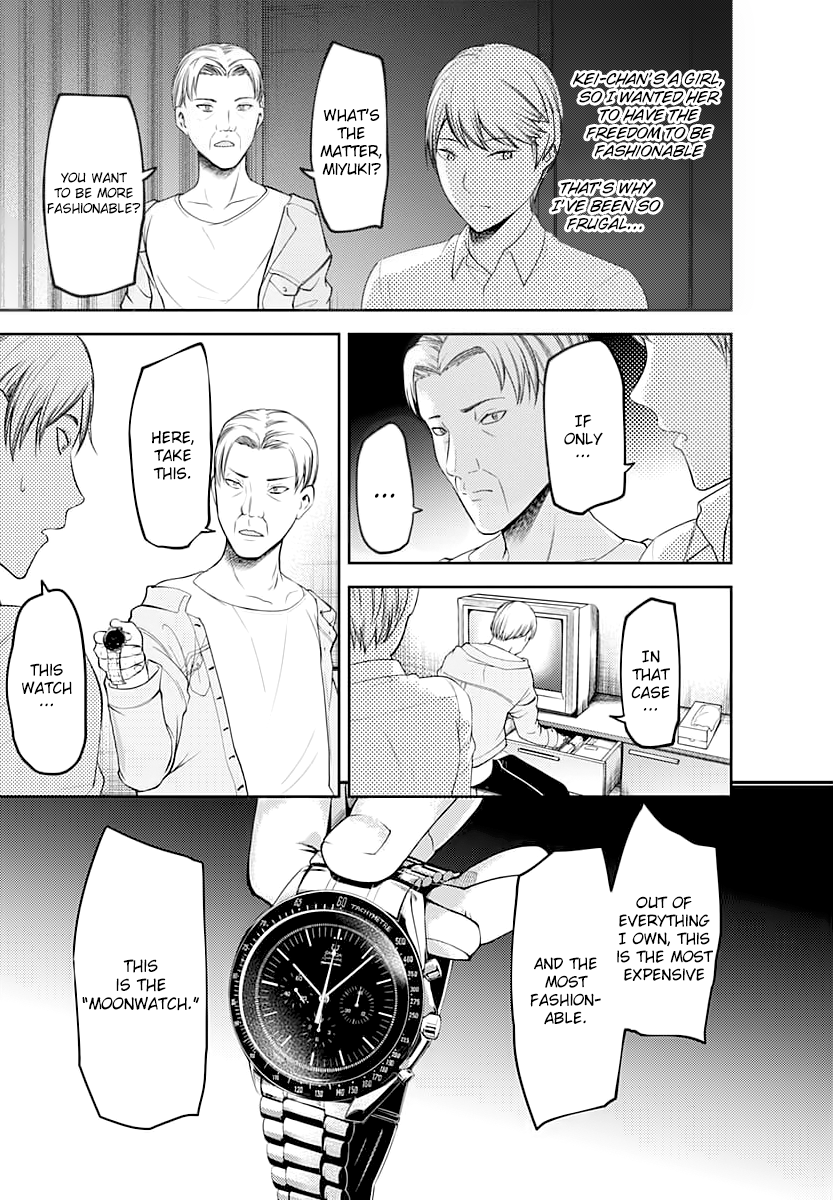 KEI-CHAN'S A GIRL,
SO I WANTED HER
TO HAVE THE
FREEDOM TO BE
FASHIONABLE
THAT'S WHY
I'VE BEEN SO
FRUGAL...
WHAT'S
THE
MATTER,
MIYUKI?
YOU WANT
TO BE MORE
FASHIONABLE?
IF
ONLY
...
...
HERE,
TAKE
THIS.
THIS
WATCH
...
IN
THAT
CASE
...
OUT OF
EVERYTHING
I OWN, THIS
IS THE MOST
EXPENSIVE
AND THE
MOST
FASHION-
ABLE.
THIS
IS THE
"MOONWATCH."
60 TACHYMETRE 500